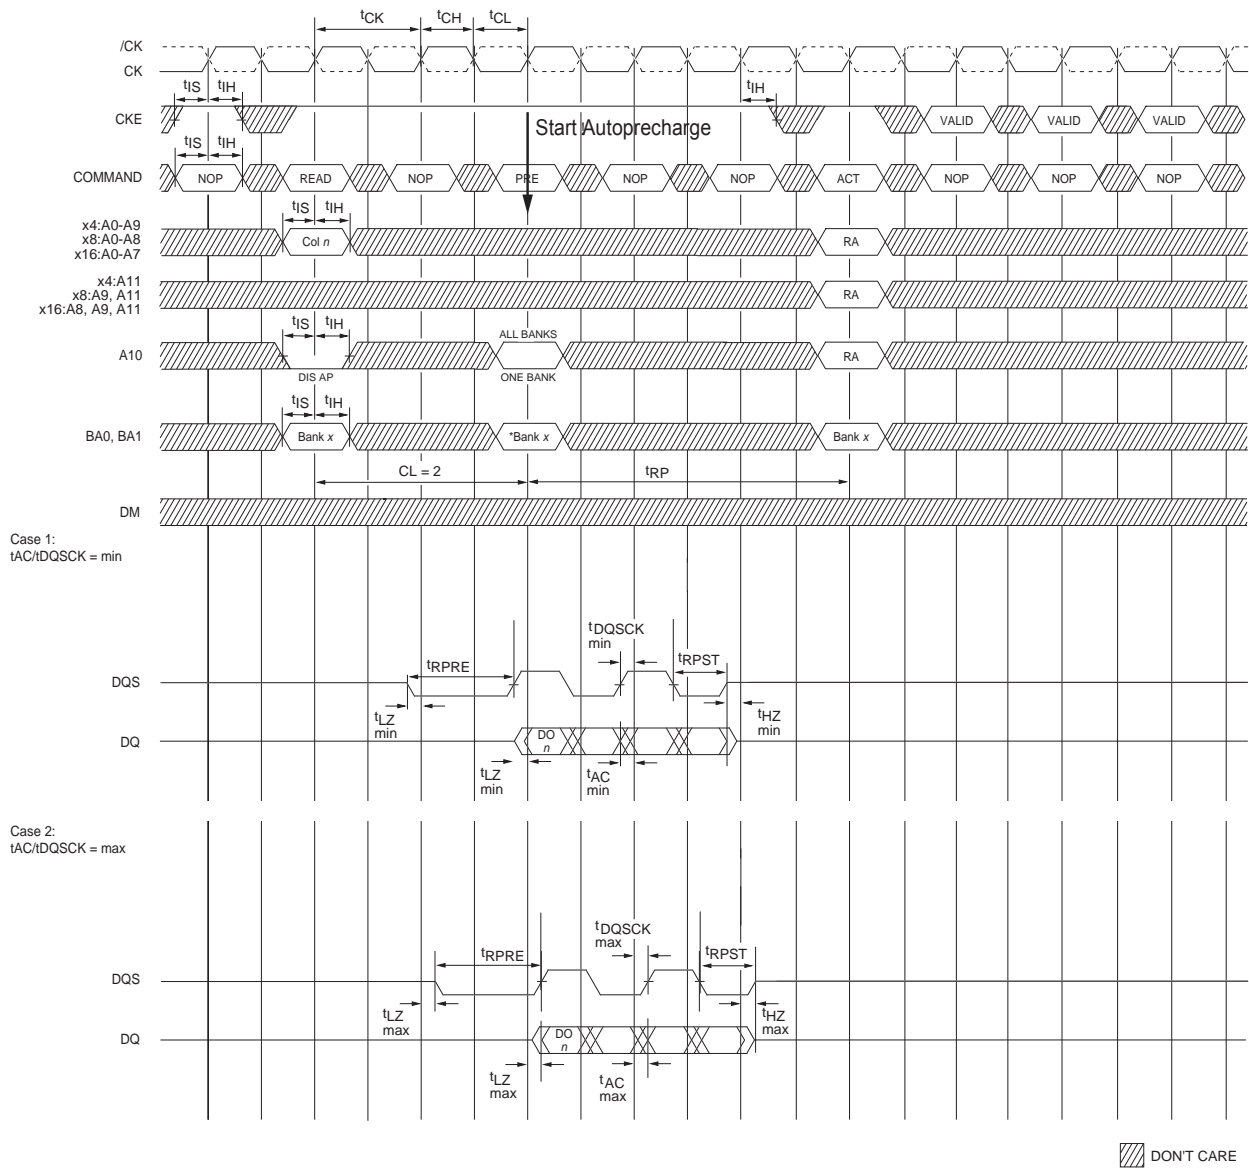 tCK tCH tCL
/CK
CK
tIS tIH tIH
CKE VALID VALID VALID
Start Autoprecharge
tIS tIH
COMMAND NOP READ NOP PRE NOP NOP ACT NOP NOP NOP
x4:A0-A9
x8:A0-A8
x16:A0-A7
tIS tIH
Col n RA
x4:A11
x8:A9, A11
x16:A8, A9, A11
RA
tIS tIH
ALL BANKS
A10 RA
DIS AP ONE BANK
tIS tIH
BA0, BA1 Bank x *Bank x Bank x
CL = 2 tRP
DM
Case 1:
tAC/tDQSCK = min
tDQSCK
min
tRPRE tRPST
DQS
tLZ
min
tHZ
min
DQ DO
n
tLZ
min
tAC
min
Case 2:
tAC/tDQSCK = max
tDQSCK
max
tRPRE tRPST
DQS
tLZ
max
tHZ
max
DQ DO
n
tLZ
max
tAC
max
DON'T CARE